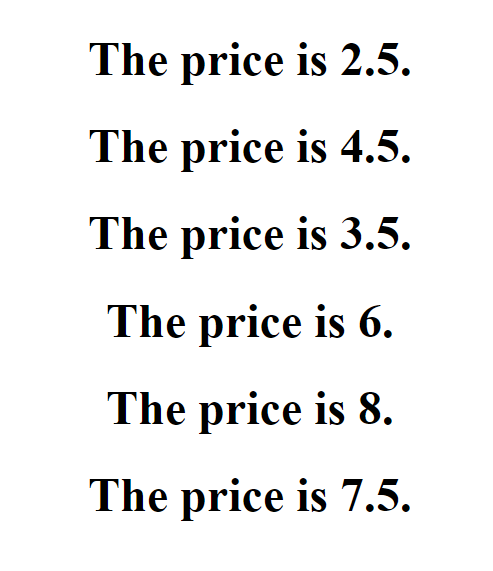 The price is 2.5.
The price is 4.5.
The price is 3.5.
The price is 6.
The price is 8.
The price is 7.5.